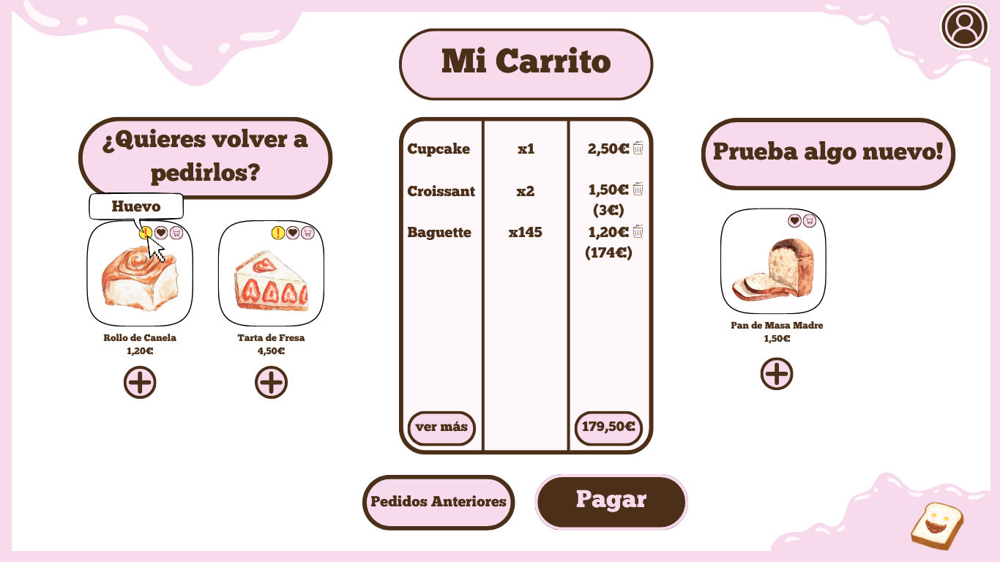 Mi Carrito
¿Quieres volver a
pedirlos?
Huevo
Rollo de Canela
1,20€
Tarta de Fresa
4,50€
Cupcake x1 2,50€
Croissant x2 1,50€
(3€)
Baguette x145 1,20€
(174€)
ver más 179,50€
Prueba algo nuevo!
Pan de Masa Madre
1,50€
Pedidos Anteriores
Pagar